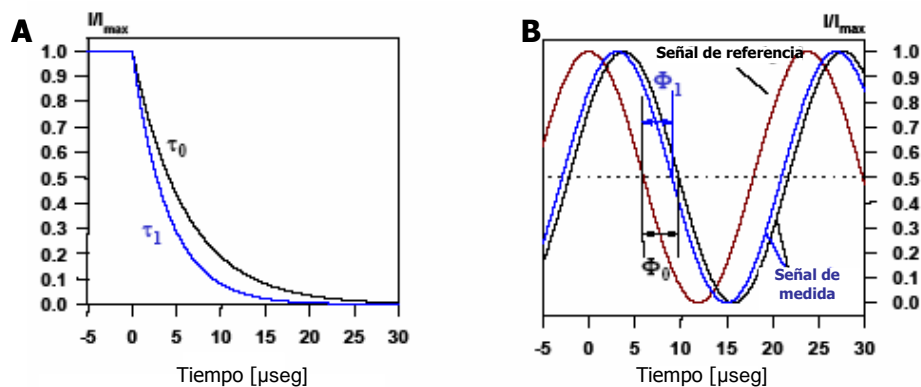 A
I/Imax
1.0
0.9
0.8
0.7
0.6
0.5
0.4
0.3
0.2
0.1
0.0
τ0
τ1
-5 0 5 10 15 20 25 30
Tiempo [µseg]
B
I/Imax
Señal de referencia
Φ1
Φ0
Señal de
medida
1.0
0.9
0.8
0.7
0.6
0.5
0.4
0.3
0.2
0.1
0.0
-5 0 5 10 15 20 25 30
Tiempo [µseg]